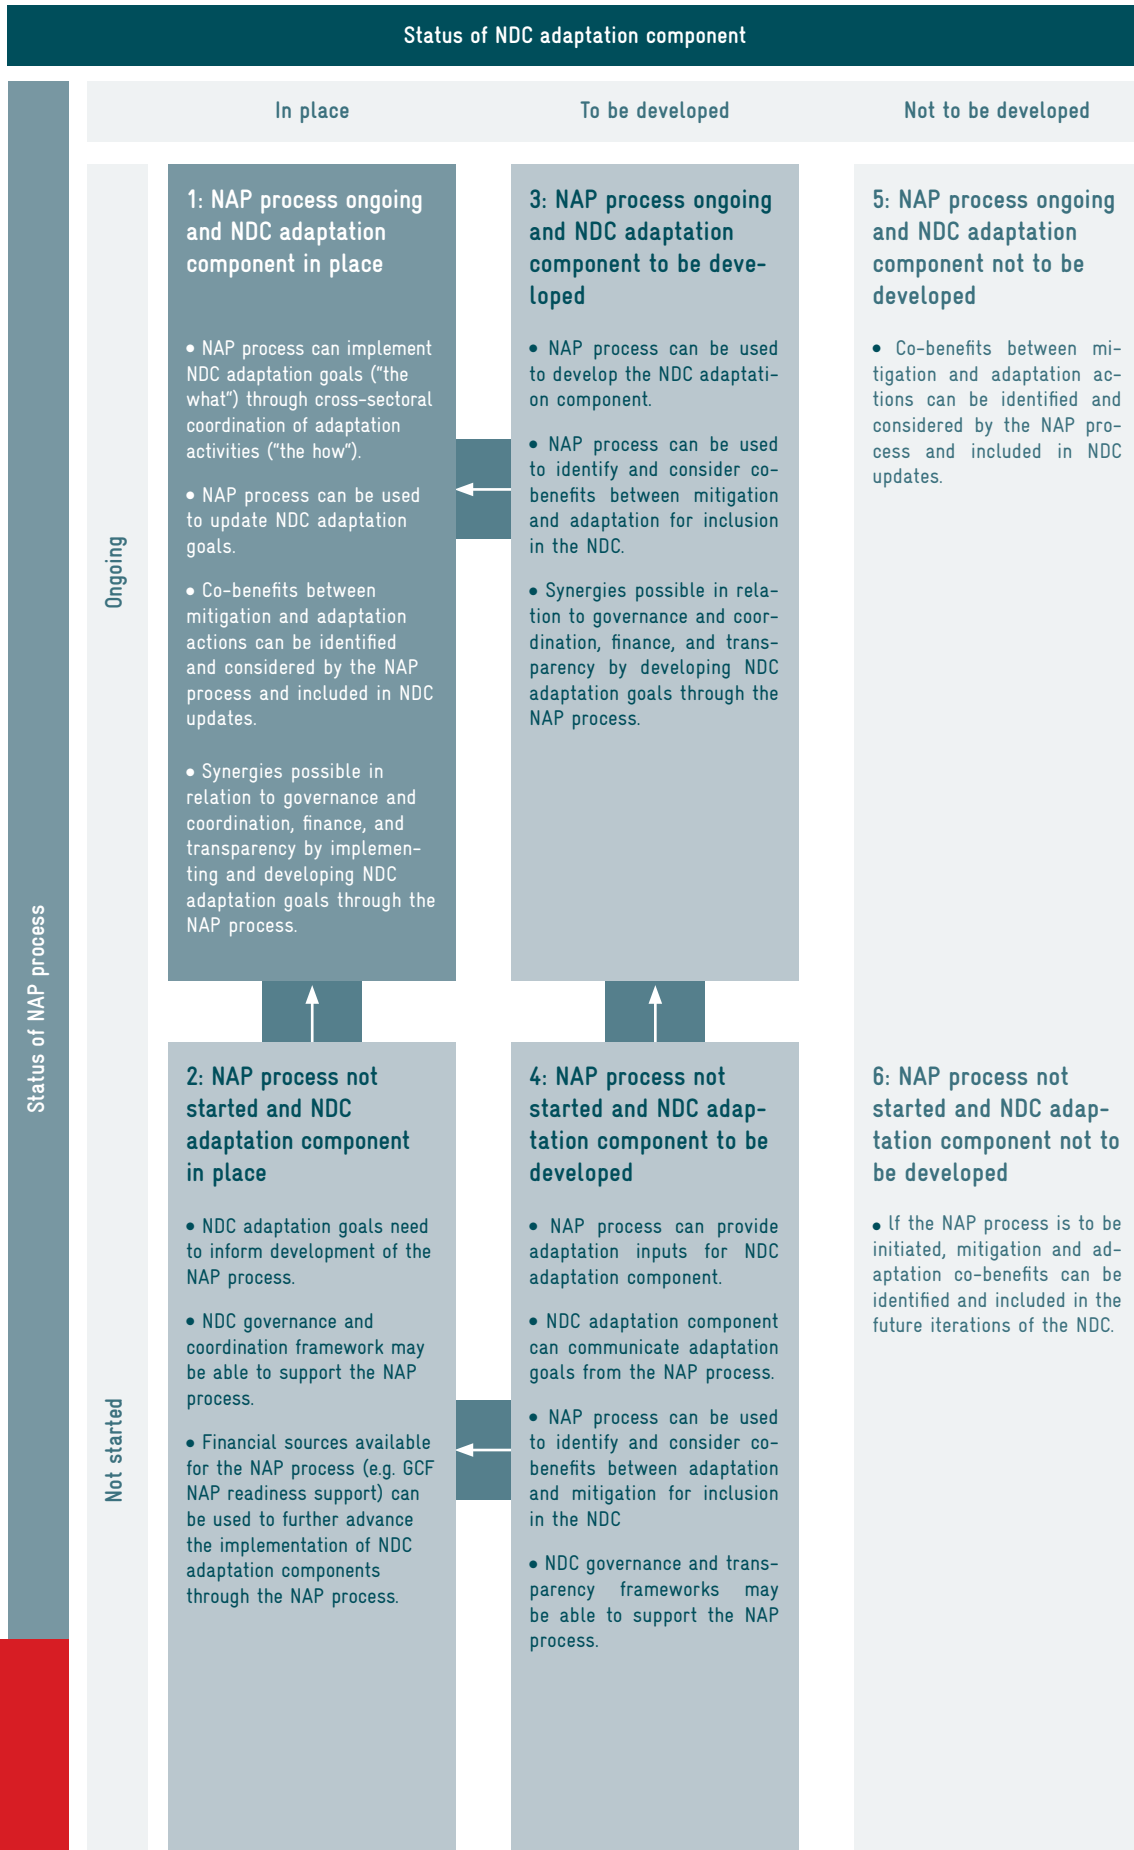 Status of NDC adaptation component
In place
To be developed
Not to be developed
Status of NAP process
Ongoing
1: NAP process ongoing
and NDC adaptation
component in place
• NAP process can implement
NDC adaptation goals ("the
what") through cross-sectoral
coordination of adaptation
activities ("the how").
• NAP process can be used
to update NDC adaptation
goals.
• Co-benefits between
mitigation and adaptation
actions can be identified
and considered by the NAP
process and included in NDC
updates.
• Synergies possible in
relation to governance and
coordination, finance, and
transparency by implemen-
ting and developing NDC
adaptation goals through the
NAP process.
3: NAP process ongoing
and NDC adaptation
component to be deve-
loped
• NAP process can be used
to develop the NDC adaptati-
on component.
• NAP process can be used
to identify and consider co-
benefits between mitigation
and adaptation for inclusion
in the NDC.
• Synergies possible in rela-
tion to governance and coor-
dination, finance, and trans-
parency by developing NDC
adaptation goals through the
NAP process.
5: NAP process ongoing
and NDC adaptation
component not to be
developed
• Co-benefits between mi-
tigation and adaptation ac-
tions can be identified and
considered by the NAP pro-
cess and included in NDC
updates.
Not started
2: NAP process not
started and NDC
adaptation component
in place
• NDC adaptation goals need
to inform development of the
NAP process.
• NDC governance and
coordination framework may
be able to support the NAP
process.
• Financial sources available
for the NAP process (e.g. GCF
NAP readiness support) can
be used to further advance
the implementation of NDC
adaptation components
through the NAP process.
4: NAP process not
started and NDC adap-
tation component to be
developed
• NAP process can provide
adaptation inputs for NDC
adaptation component.
• NDC adaptation component
can communicate adaptation
goals from the NAP process.
• NAP process can be used
to identify and consider co-
benefits between adaptation
and mitigation for inclusion
in the NDC
• NDC governance and trans-
parency frameworks may
be able to support the NAP
process.
6: NAP process not
started and NDC adap-
tation component not to
be developed
• If the NAP process is to be
initiated, mitigation and ad-
aptation co-benefits can be
identified and included in the
future iterations of the NDC.